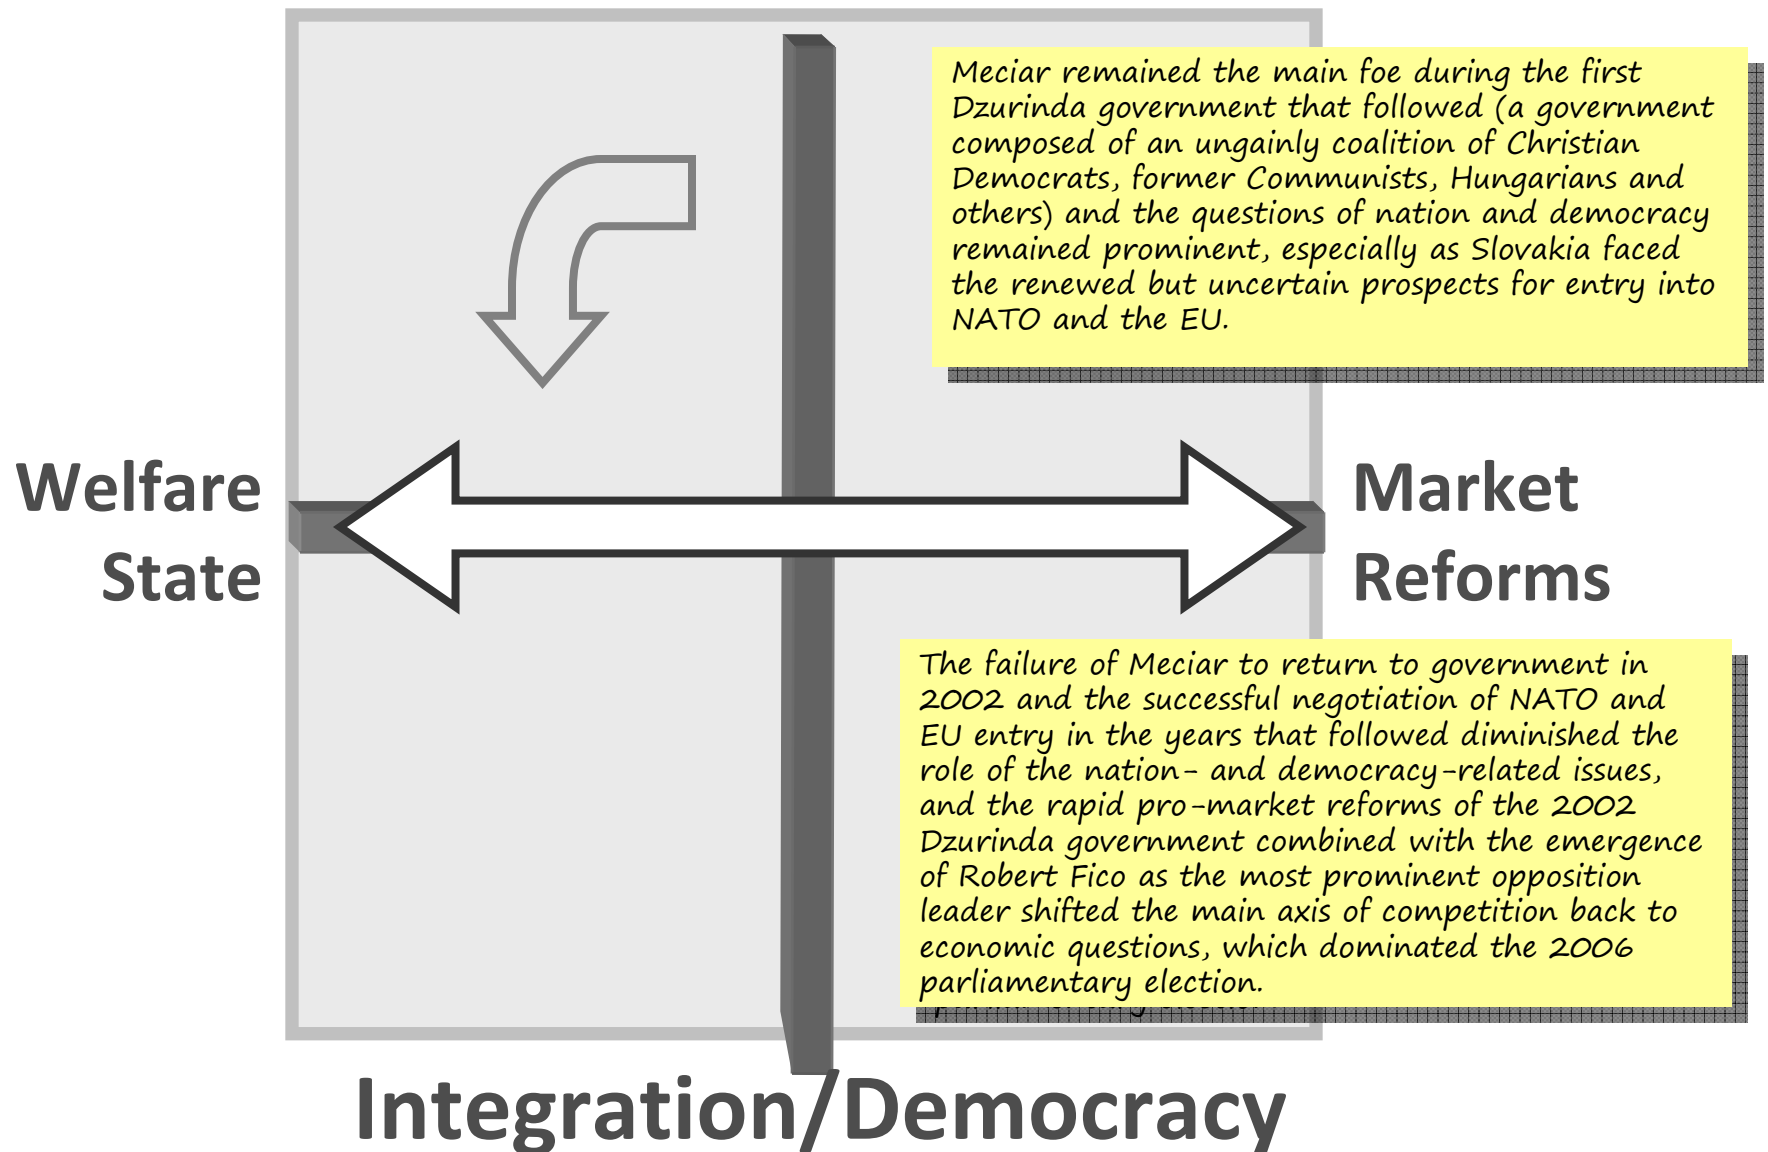 Meciar remained the main foe during the first
Dzurinda government that followed (a government
composed of an ungainly coalition of Christian
Democrats, former Communists, Hungarians and
others) and the questions of nation and democracy
remained prominent, especially as Slovakia faced
the renewed but uncertain prospects for entry into
NATO and the EU.
Welfare
State
Market
Reforms
The failure of Meciar to return to government in
2002 and the successful negotiation of NATO and
EU entry in the years that followed diminished the
role of the nation- and democracy-related issues,
and the rapid pro-market reforms of the 2002
Dzurinda government combined with the emergence
of Robert Fico as the most prominent opposition
leader shifted the main axis of competition back to
economic questions, which dominated the 2006
parliamentary election.
Integration/Democracy